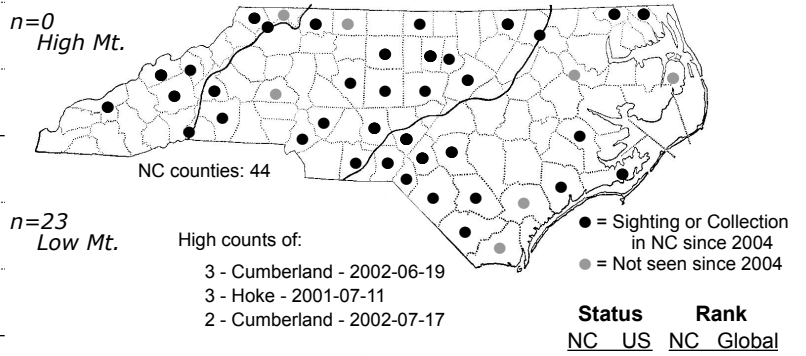 n=0
High Mt.
NC counties: 44
n=23
Low Mt.
High counts of:
3 - Cumberland - 2002-06-19
3 - Hoke - 2001-07-11
2 - Cumberland - 2002-07-17
= Sighting or Collection
in NC since 2004
= Not seen since 2004
Status Rank
NC US NC Global